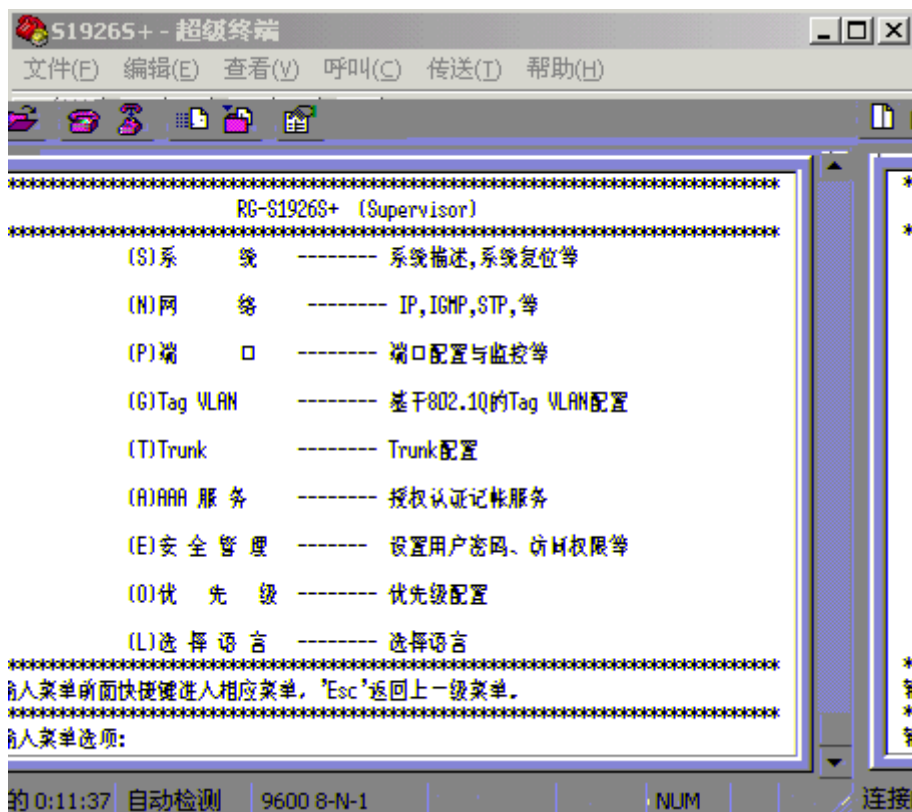 S1926S+ - 超级终端
文件(F) 编辑(E) 查看(V) 呼叫(C) 传送(T) 帮助(H)
********************************************************************************
RG-S1926S+ (Supervisor)
********************************************************************************
(S)系 统 -------- 系统描述,系统复位等
(N)网 络 -------- IP,IGMP,STP,等
(P)端 口 -------- 端口配置与监控等
(G)Tag VLAN -------- 基于802.1Q的Tag VLAN配置
(T)Trunk -------- Trunk配置
(A)AAA 服 务 -------- 授权认证记帐服务
(E)安 全 管 理 ------- 设置用户密码、访问权限等
(O)优 先 级 -------- 优先级配置
(L)选 择 语 言 -------- 选择语言
********************************************************************************
输入菜单前面快捷键进入相应菜单,'Esc'返回上一级菜单.
********************************************************************************
输入菜单选项:
的 0:11:37 自动检测 9600 8-N-1 NUM 连接